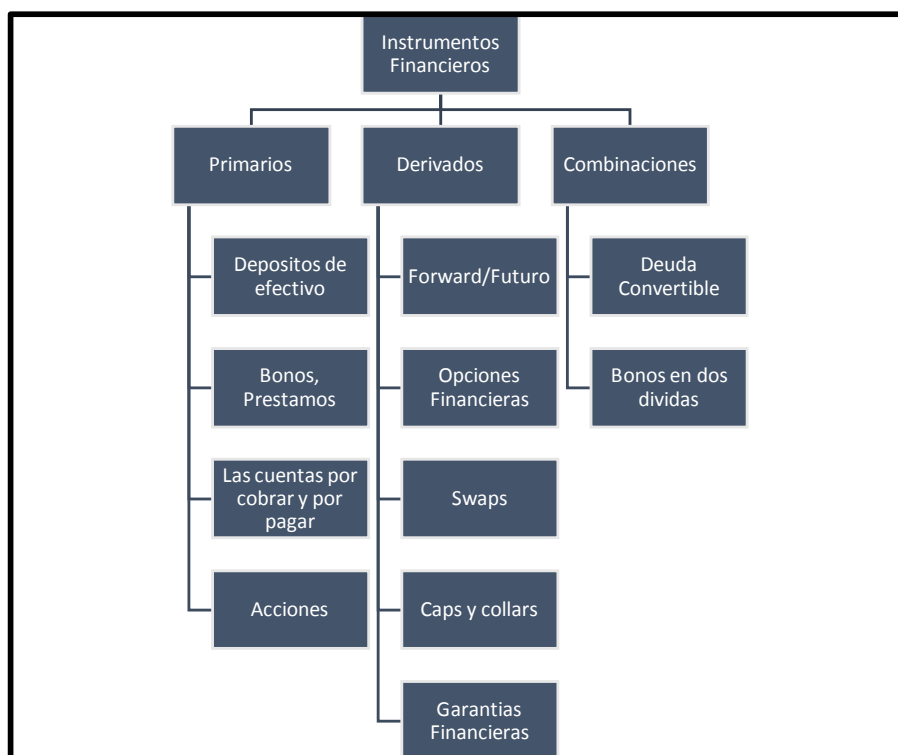 Instrumentos
Financieros
Primarios
Derivados
Combinaciones
Depositos de
efectivo
Forward/Futuro
Deuda
Convertible
Bonos,
Prestamos
Opciones
Financieras
Bonos en dos
dividas
Las cuentas por
cobrar y por
pagar
Swaps
Acciones
Caps y collars
Garantias
Financieras